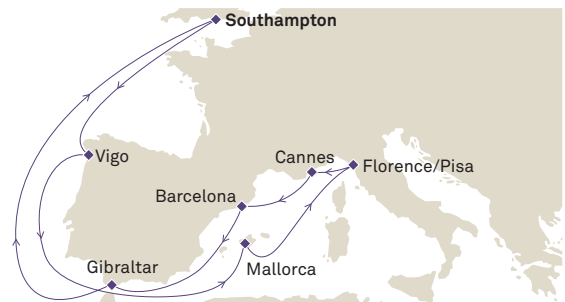 Southampton
Vigo
Cannes
Florence/Pisa
Barcelona
Gibraltar
Mallorca